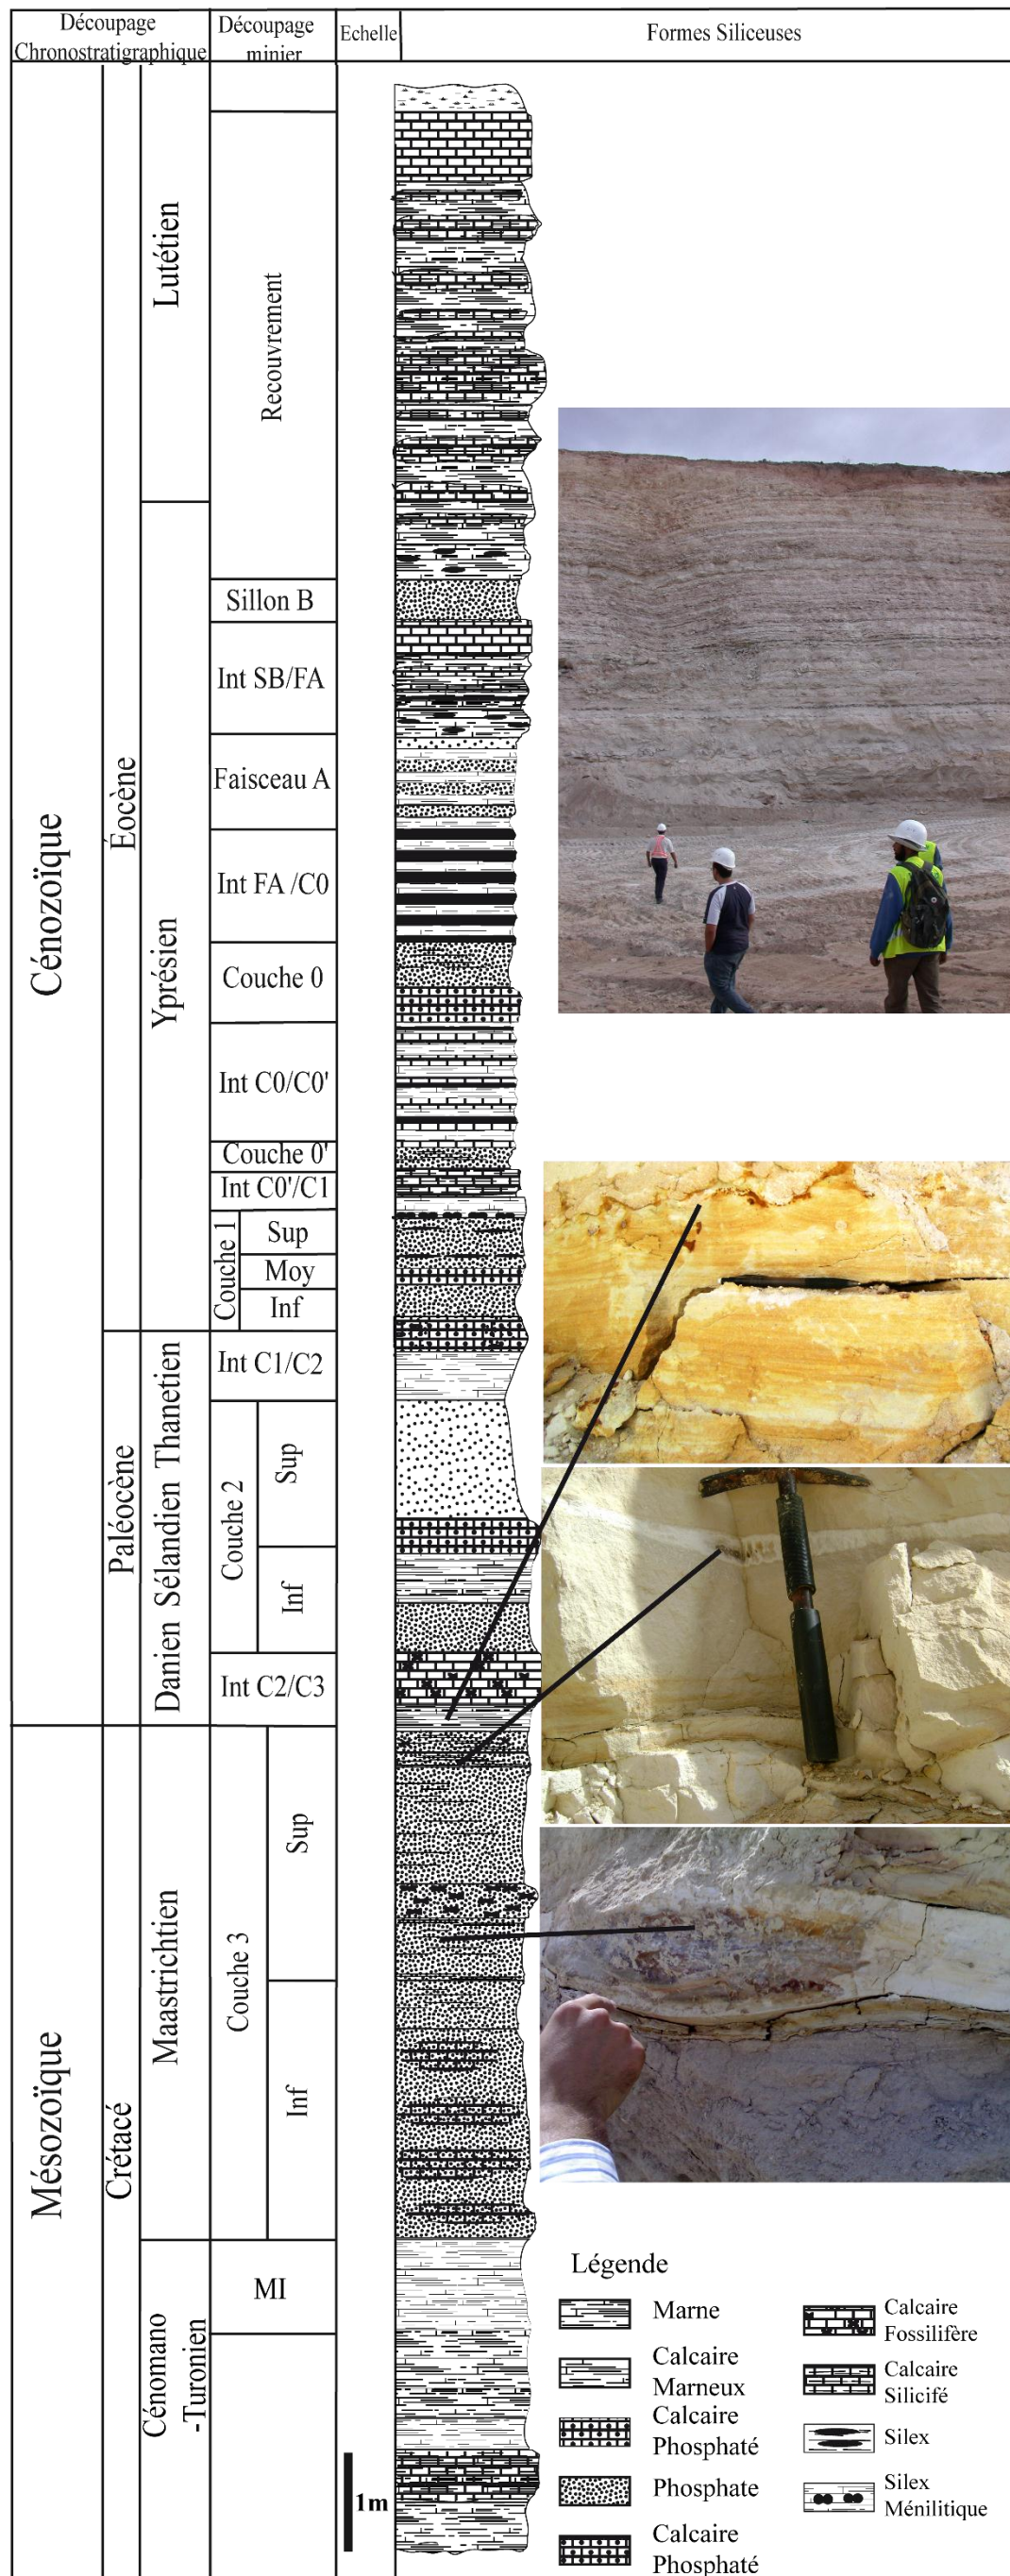 Découpage
Chronostratigraphique
Découpage
minier
Echelle
Formes Siliceuses
Cénozoïque
Éocène
Lutétien
Recouvrement
Yprésien
Sillon B
Int SB/FA
Faisceau A
Int FA /C0
Couche 0
Int C0/C0'
Couche 0'
Int C0'/C1
Couche 1
Sup
Moy
Inf
Paléocène
Danien Sélandien Thanetien
Int C1/C2
Couche 2
Sup
Inf
Int C2/C3
Mésozoïque
Crétacé
Maastrichtien
Couche 3
Sup
Inf
Cénomano
-Turonien
MI
1m
Légende
Marne
Calcaire
Marneux
Calcaire
Phosphaté
Phosphate
Calcaire
Phosphaté
Calcaire
Fossilifère
Calcaire
Silicifé
Silex
Silex
Ménilitique